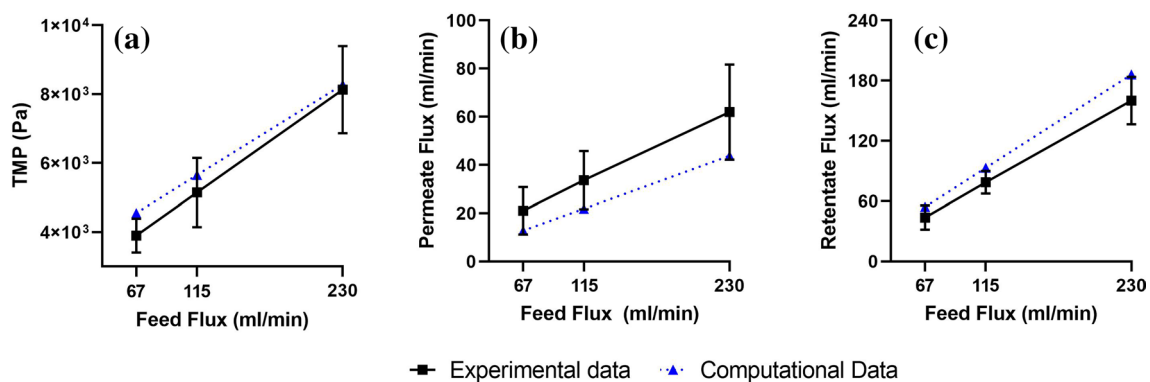 (a)
TMP (Pa)
1×10⁴
8×10³
6×10³
4×10³
67 115 230
Feed Flux (ml/min)
(b)
Permeate Flux (ml/min)
100
80
60
40
20
0
67 115 230
Feed Flux (ml/min)
(c)
Retentate Flux (ml/min)
240
180
120
60
0
67 115 230
Feed Flux (ml/min)
Experimental data Computational Data